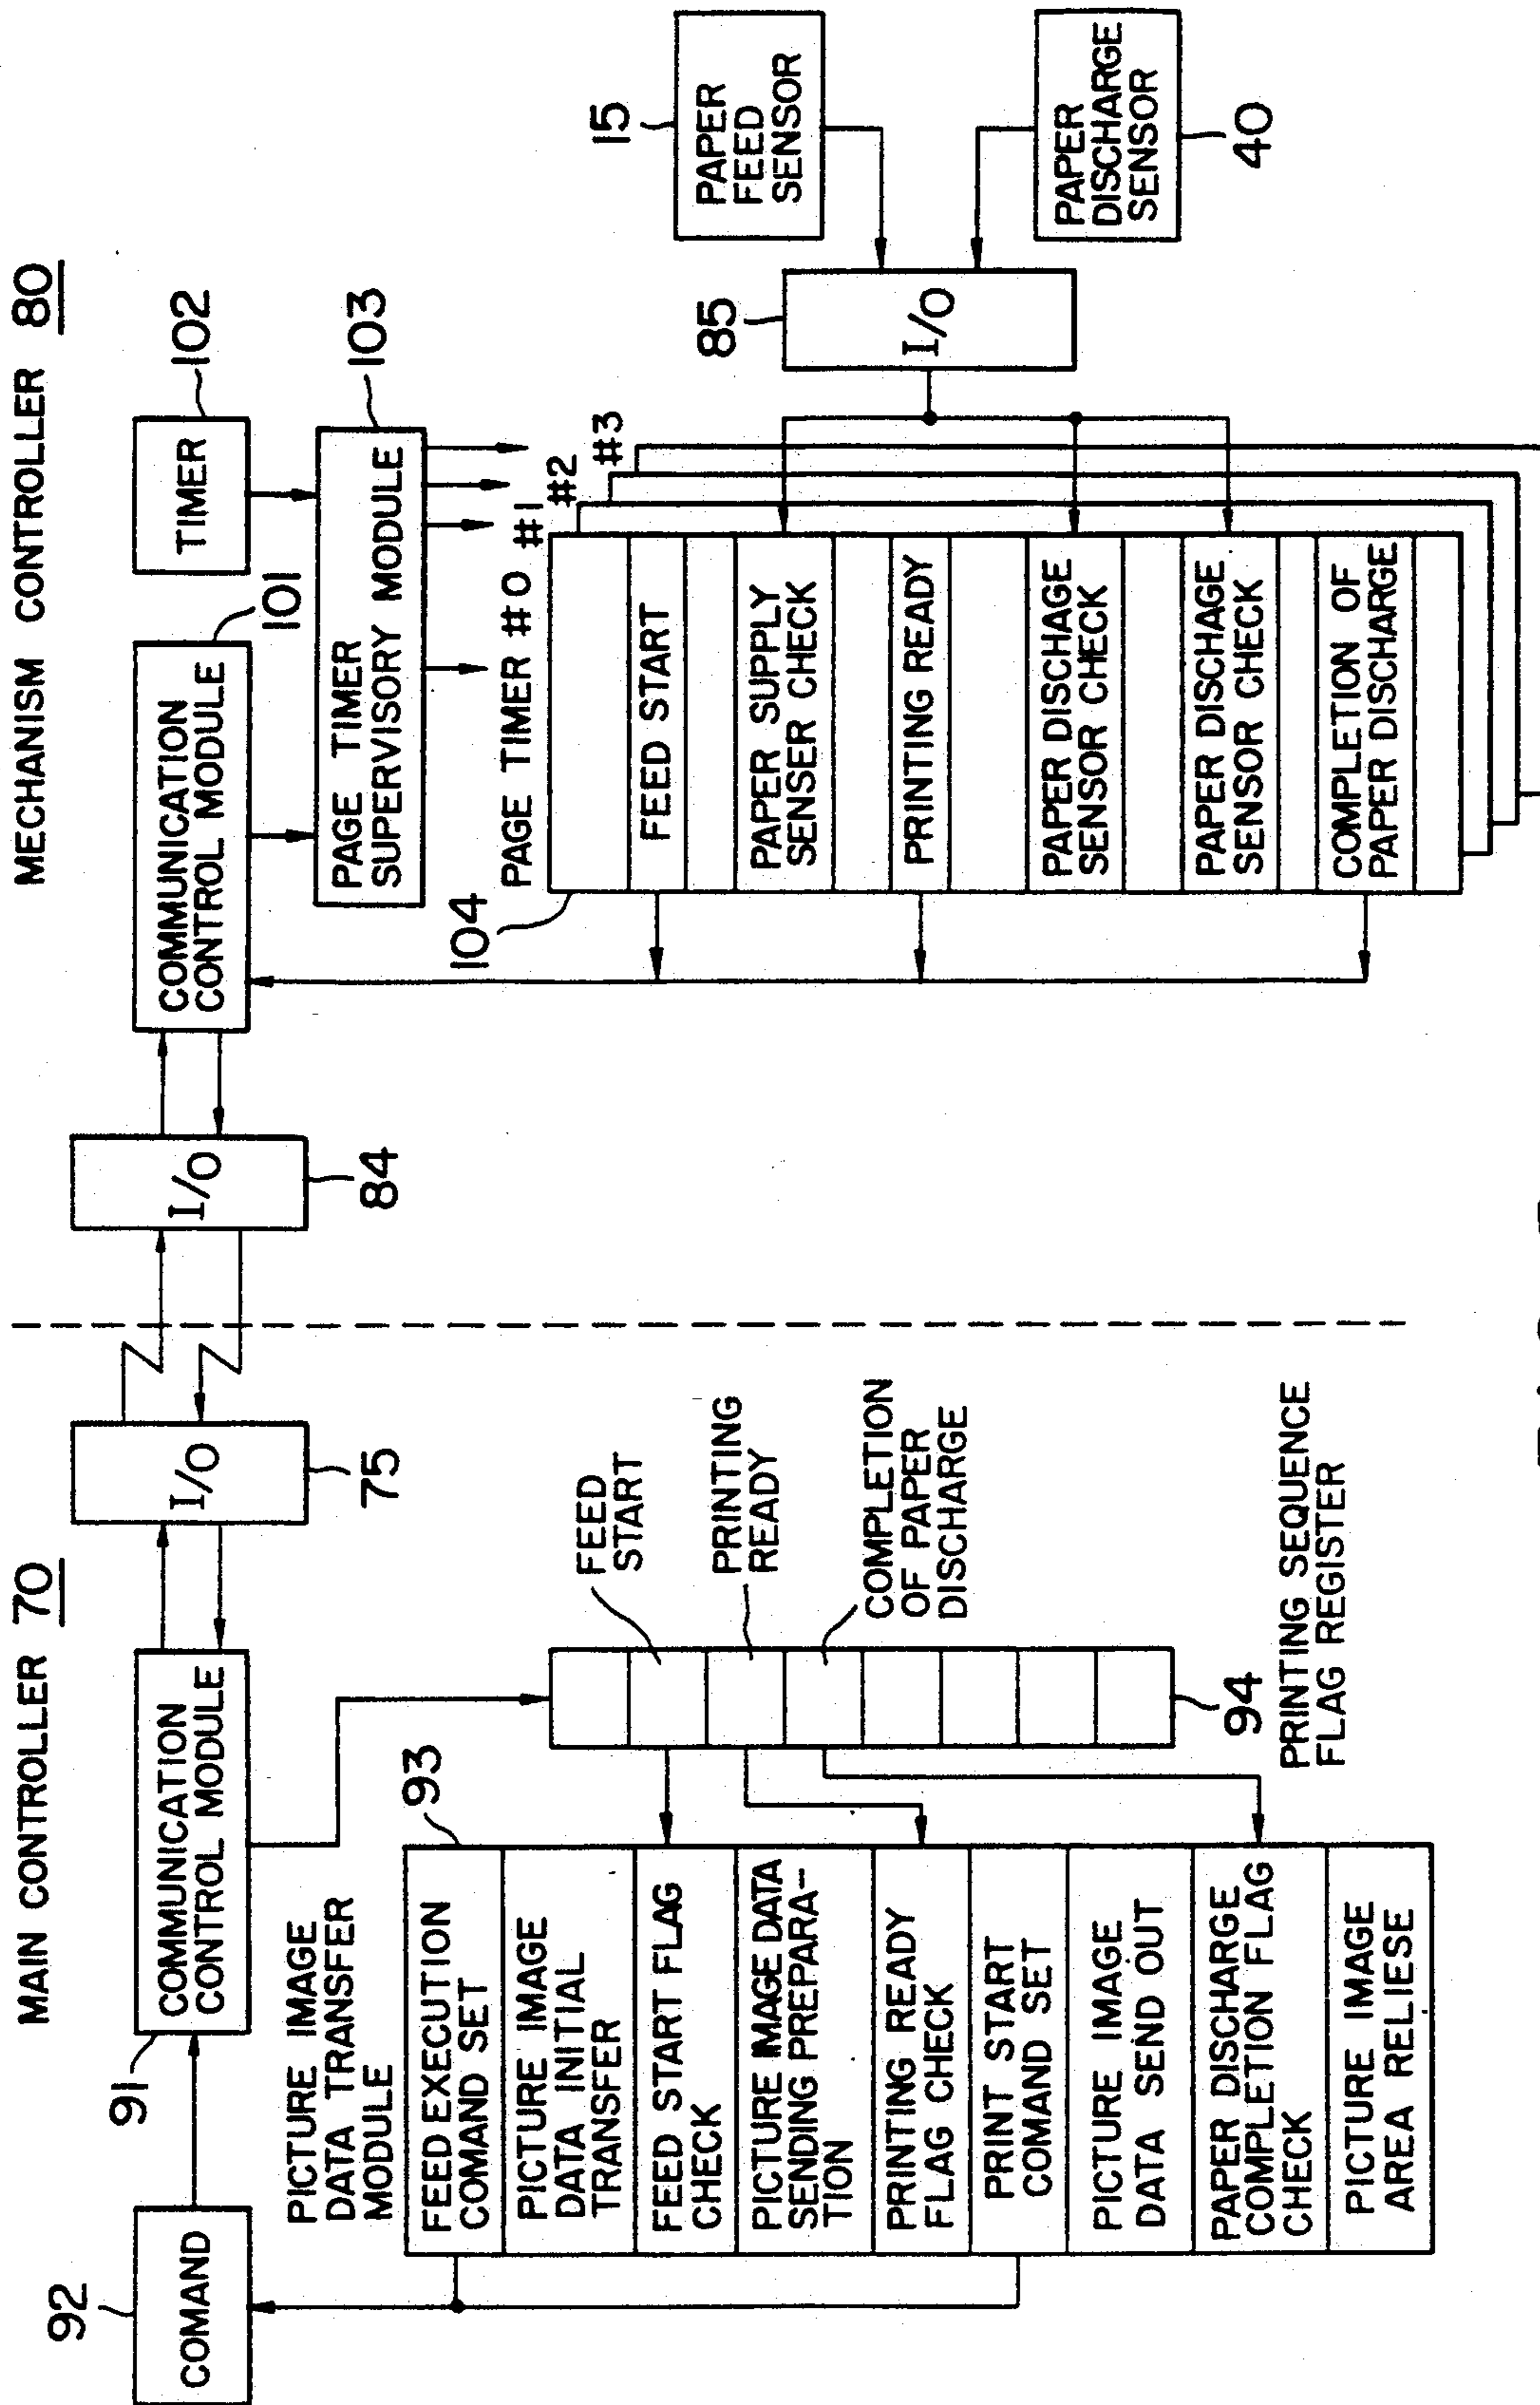 MAIN CONTROLLER 70
92
COMAND
91
COMMUNICATION
CONTROL MODULE
I/O
75
PICTURE IMAGE
DATA TRANSFER
MODULE
93
FEED EXECUTION
COMAND SET
PICTURE IMAGE
DATA INITIAL
TRANSFER
FEED START FLAG
CHECK
PICTURE IMAGE DATA
SENDING PREPARA-
TION
PRINTING READY
FLAG CHECK
PRINT START
COMAND SET
PICTURE IMAGE
DATA SEND OUT
PAPER DISCHARGE
COMPLETION FLAG
CHECK
PICTURE IMAGE
AREA RELIESE
FEED
START
PRINTING
READY
COMPLETION
OF PAPER
DISCHARGE
94
PRINTING SEQUENCE
FLAG REGISTER
MECHANISM CONTROLLER 80
I/O
84
COMMUNICATION
CONTROL MODULE
101
TIMER
102
PAGE TIMER
SUPERVISORY MODULE
103
104
PAGE TIMER #0
#1
#2
#3
FEED START
PAPER SUPPLY
SENSER CHECK
PRINTING READY
PAPER DISCHAGE
SENSOR CHECK
PAPER DISCHAGE
SENSOR CHECK
COMPLETION OF
PAPER DISCHARGE
85
I/O
15
PAPER
FEED
SENSOR
PAPER
DISCHARGE
SENSOR
40